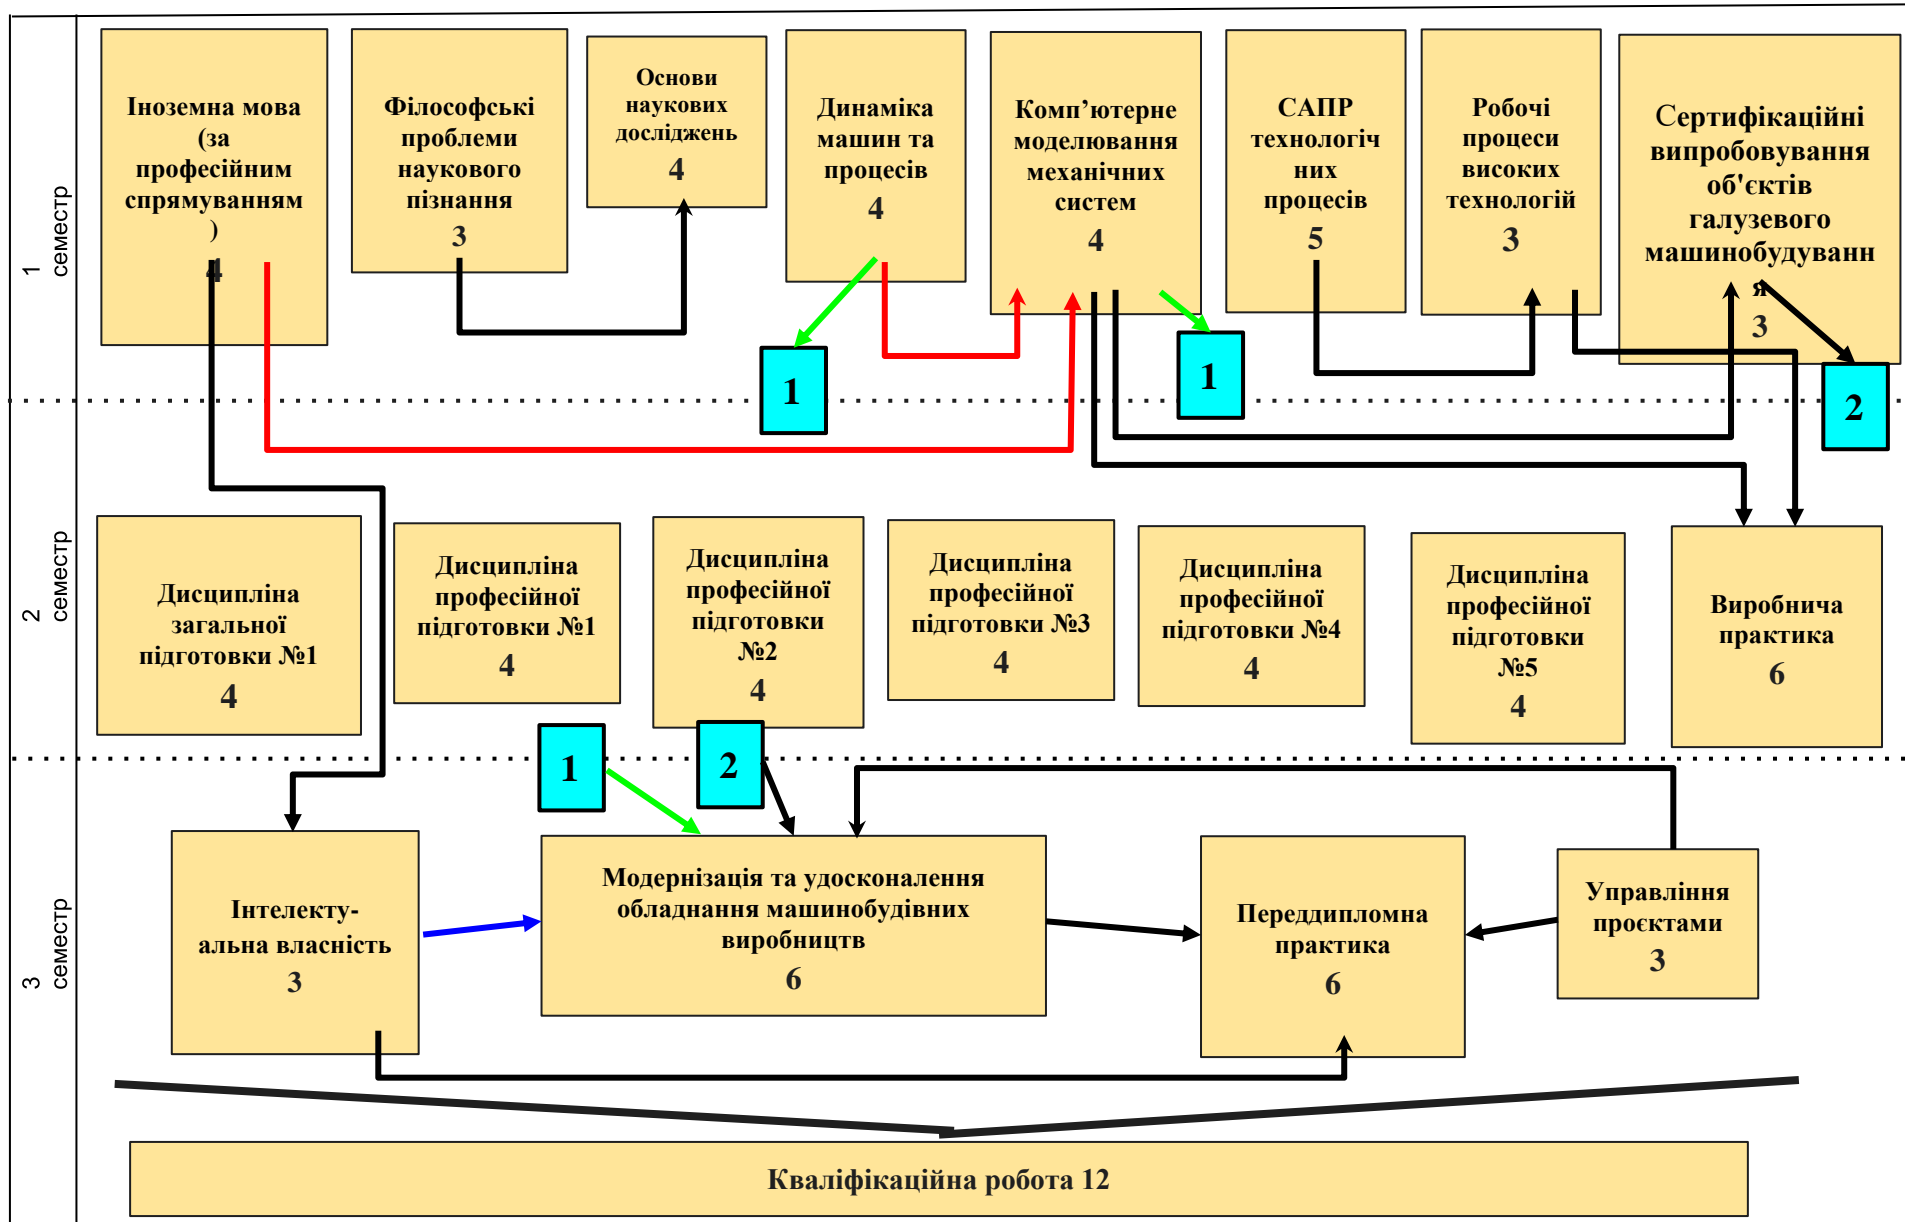 1
семестр
Іноземна мова
(за
професійним
спрямуванням
)
4
Філософські
проблеми
наукового
пізнання
3
Основи
наукових
досліджень
4
Динаміка
машин та
процесів
4
Комп’ютерне
моделювання
механічних
систем
4
САПР
технологіч
них
процесів
5
Робочі
процеси
високих
технологій
3
Сертифікаційні
випробовування
об'єктів
галузевого
машинобудуванн
я
3
1
1
2
2
семестр
Дисципліна
загальної
підготовки №1
4
Дисципліна
професійної
підготовки №1
4
Дисципліна
професійної
підготовки
№2
4
Дисципліна
професійної
підготовки №3
4
Дисципліна
професійної
підготовки №4
4
Дисципліна
професійної
підготовки
№5
4
Виробнича
практика
6
1
2
3
семестр
Інтелекту-
альна власність
3
Модернізація та удосконалення
обладнання машинобудівних
виробництв
6
Переддипломна
практика
6
Управління
проєктами
3
Кваліфікаційна робота 12